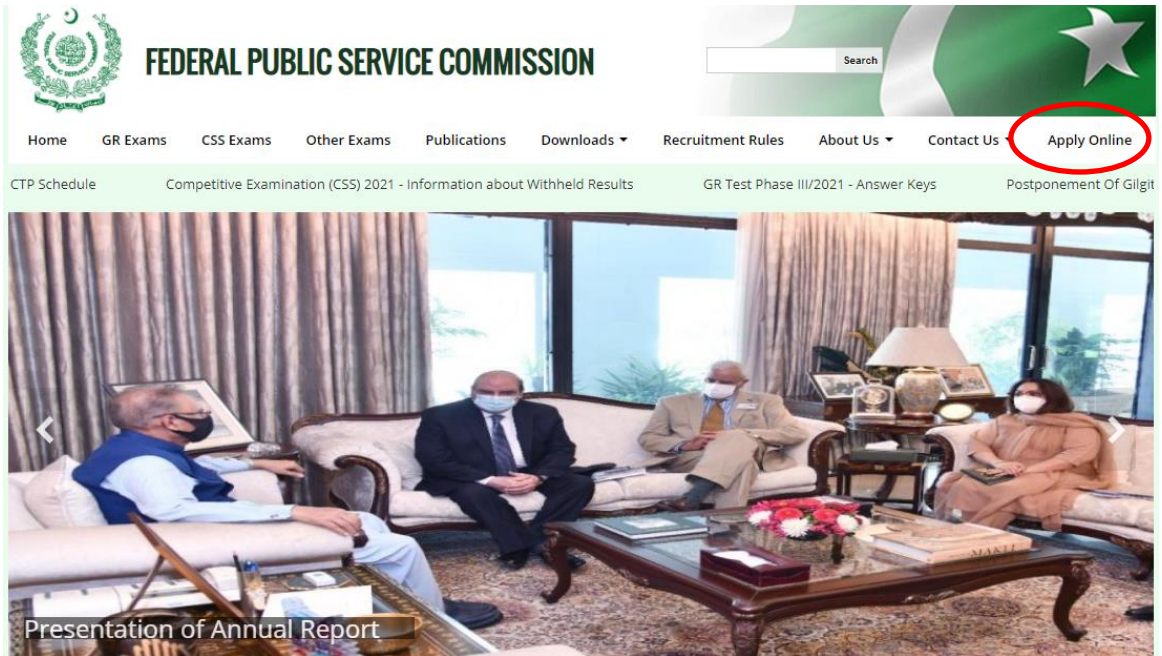 FEDERAL PUBLIC SERVICE COMMISSION
Search
Home GR Exams CSS Exams Other Exams Publications Downloads Recruitment Rules About Us Contact Us Apply Online
CTP Schedule Competitive Examination (CSS) 2021 - Information about Withheld Results GR Test Phase III/2021 - Answer Keys Postponement Of Gilgit
MAKLI
Presentation of Annual Report